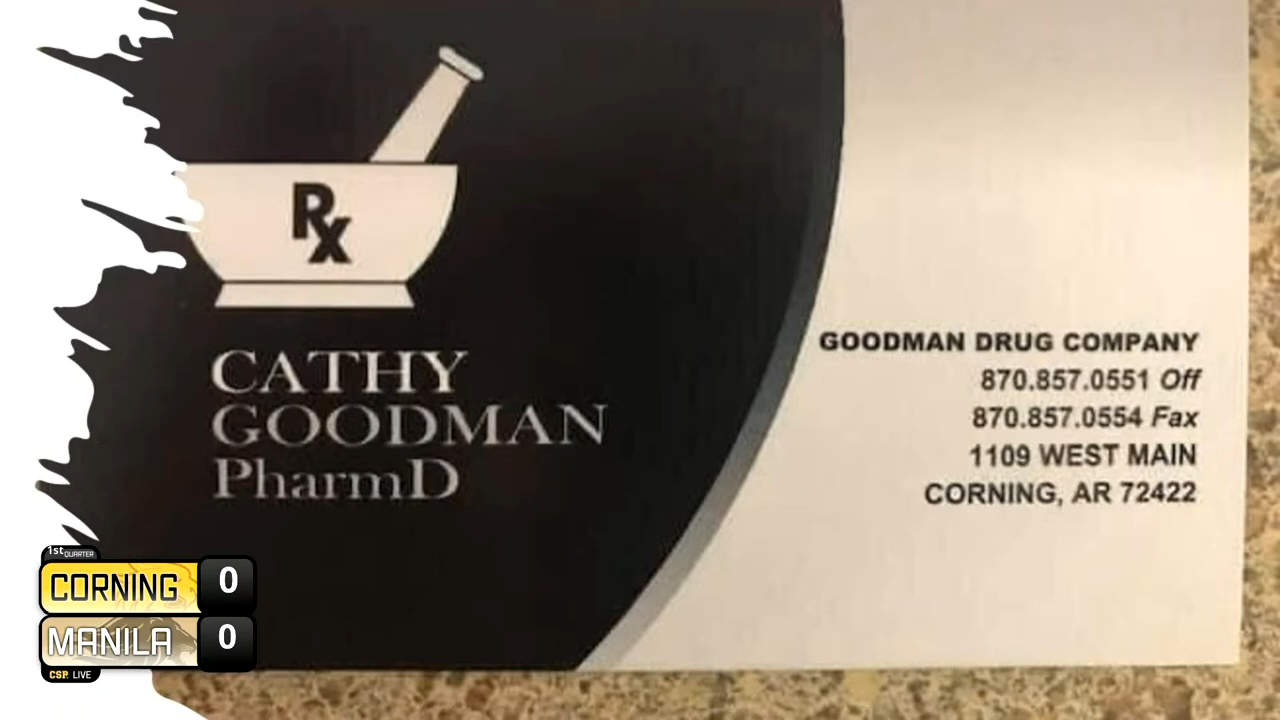 Rx
CATHY
GOODMAN
PharmD
GOODMAN DRUG COMPANY
870.857.0551 Off
870.857.0554 Fax
1109 WEST MAIN
CORNING, AR 72422
1st QUARTER
CORNING 0
MANILA 0
CSP. LIVE